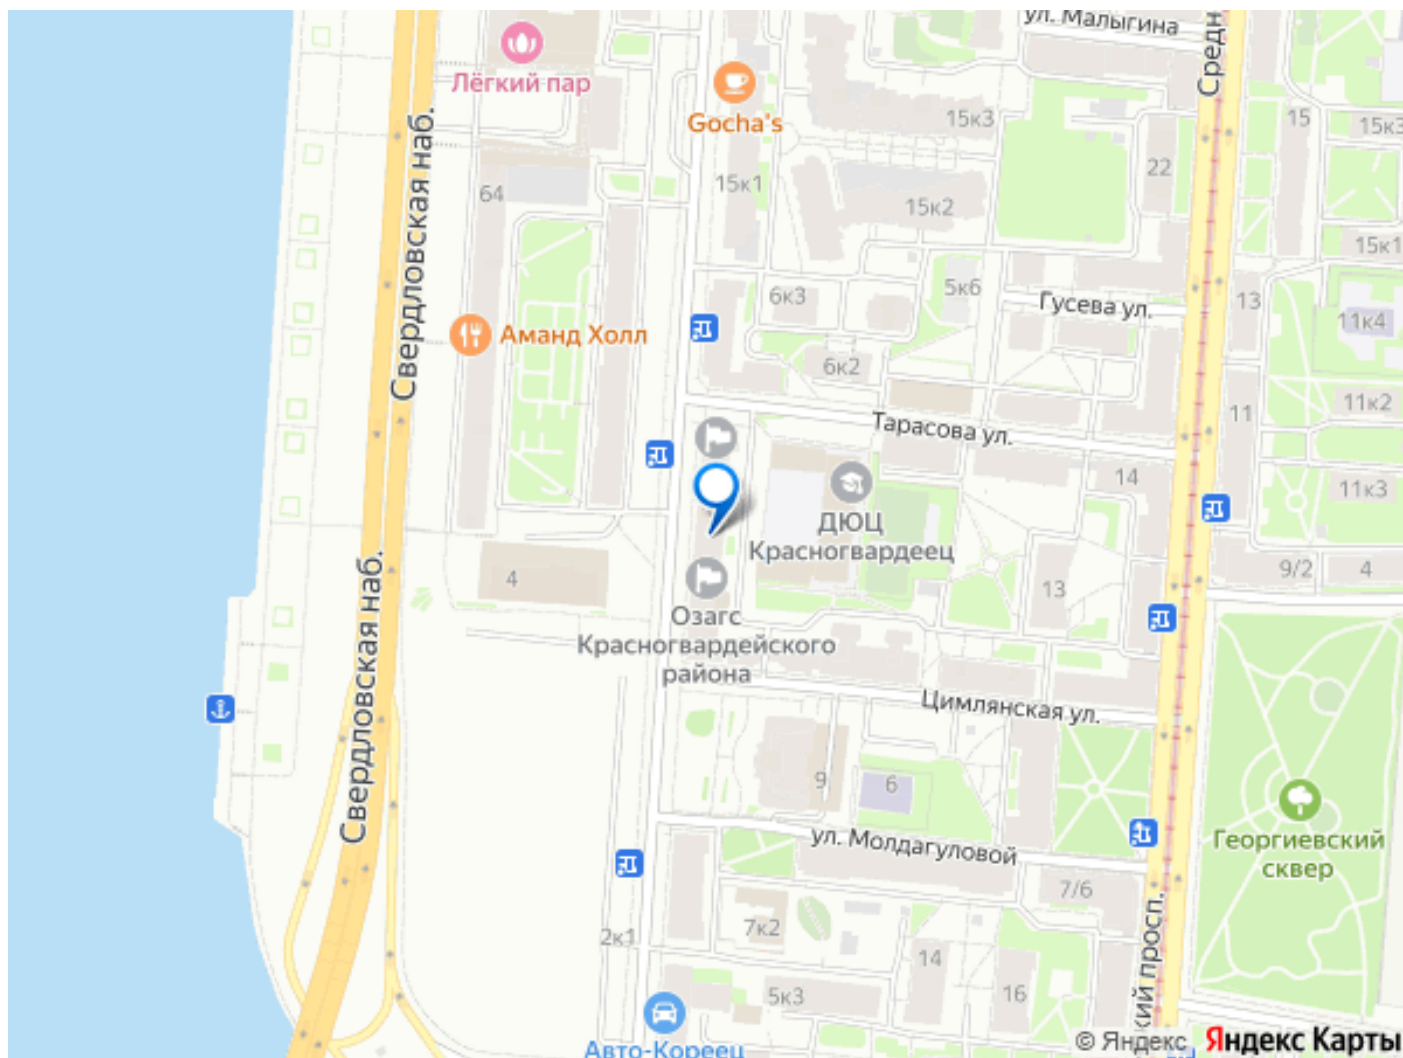 ул. Малыгина
Средн
Лёгкий пар
Gocha's
15к3
15
15к3
Свердловская наб.
22
15к1
64
15к2
15к1
6к3
5к6
Гусева ул.
13
11к4
Аманд Холл
6к2
11к2
11
Тарасова ул.
14
11к3
ДЮЦ
Красногвардеец
4
13
9/2
4
Озагс
Красногвардейского
района
Свердловская наб.
Цимлянская ул.
9
6
ул. Молдагуловой
Георгиевский
сквер
7/6
7к2
2к1
14
5к3
16
кий просп.
Авто-Кореец
© Яндекс
Яндекс Карты